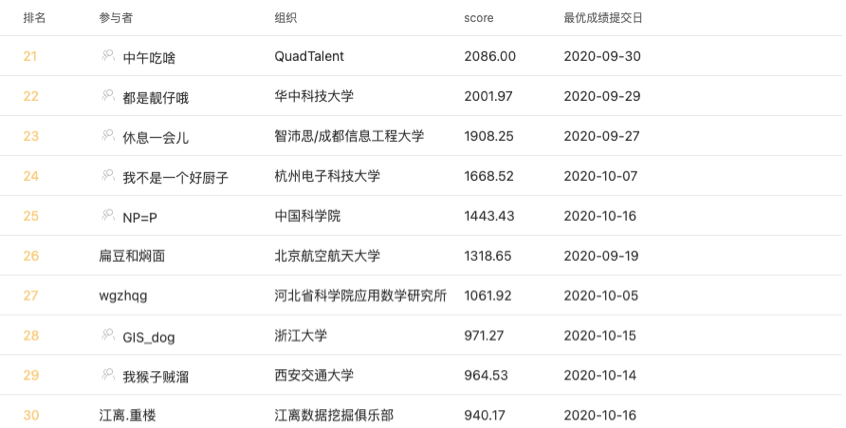 排名 参与者 组织 score 最优成绩提交日
21 中午吃啥 QuadTalent 2086.00 2020-09-30
22 都是靓仔哦 华中科技大学 2001.97 2020-09-29
23 休息一会儿 智沛思/成都信息工程大学 1908.25 2020-09-27
24 我不是一个好厨子 杭州电子科技大学 1668.52 2020-10-07
25 NP=P 中国科学院 1443.43 2020-10-16
26 扁豆和焖面 北京航空航天大学 1318.65 2020-09-19
27 wgzhqg 河北省科学院应用数学研究所 1061.92 2020-10-05
28 GIS_dog 浙江大学 971.27 2020-10-15
29 我猴子贼溜 西安交通大学 964.53 2020-10-14
30 江离.重楼 江离数据挖掘俱乐部 940.17 2020-10-16